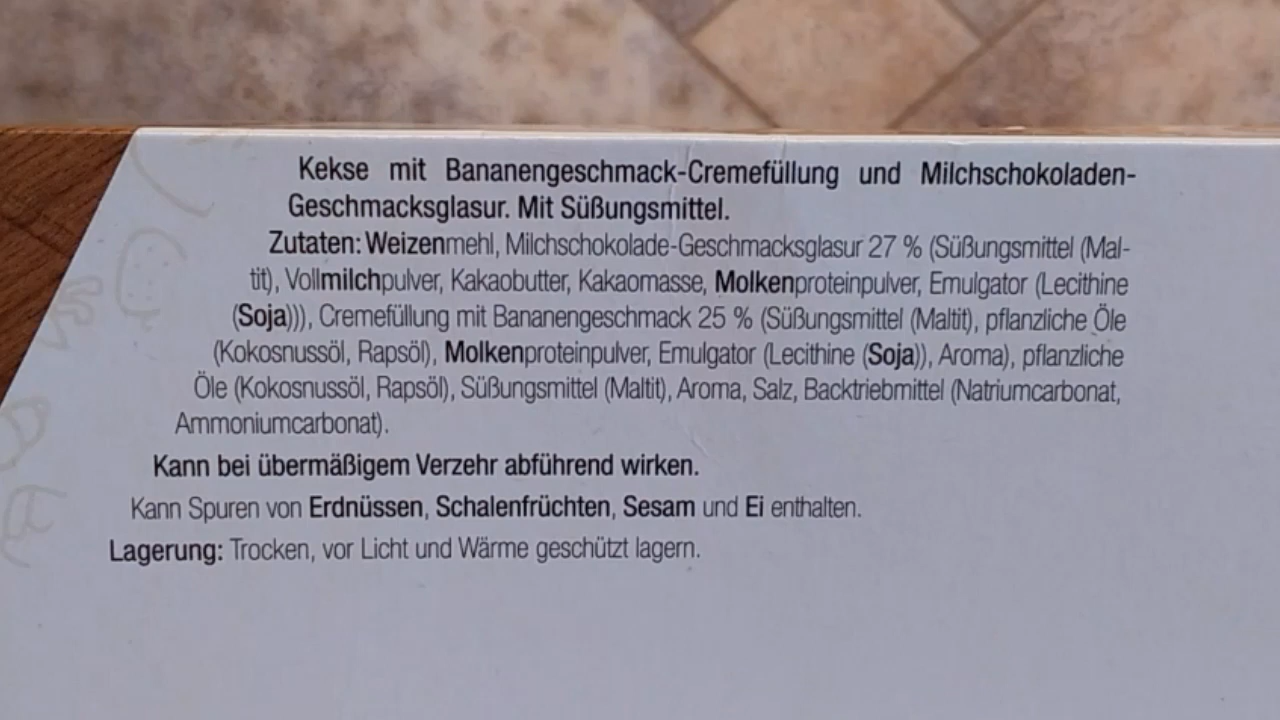 Kekse mit Bananengeschmack-Cremefüllung und Milchschokoladen-
Geschmacksglasur. Mit Süßungsmittel.
Zutaten: Weizenmehl, Milchschokolade-Geschmacksglasur 27 % (Süßungsmittel (Mal-
tit), Vollmilchpulver, Kakaobutter, Kakaomasse, Molkenproteinpulver, Emulgator (Lecithine
(Soja))), Cremefüllung mit Bananengeschmack 25 % (Süßungsmittel (Maltit), pflanzliche Öle
(Kokosnussöl, Rapsöl), Molkenproteinpulver, Emulgator (Lecithine (Soja)), Aroma), pflanzliche
Öle (Kokosnussöl, Rapsöl), Süßungsmittel (Maltit), Aroma, Salz, Backtriebmittel (Natriumcarbonat,
Ammoniumcarbonat).
Kann bei übermäßigem Verzehr abführend wirken.
Kann Spuren von Erdnüssen, Schalenfrüchten, Sesam und Ei enthalten.
Lagerung: Trocken, vor Licht und Wärme geschützt lagern.